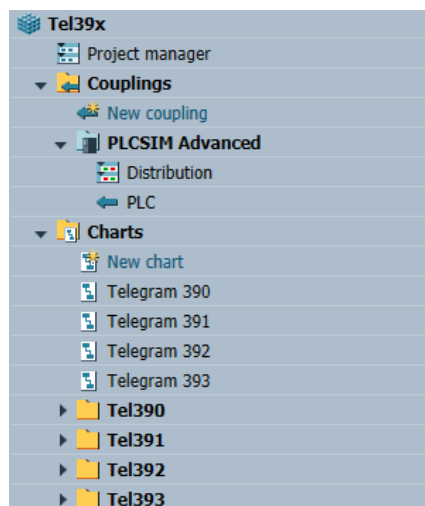 Tel39x
Project manager
Couplings
New coupling
PLCSIM Advanced
Distribution
PLC
Charts
New chart
Telegram 390
Telegram 391
Telegram 392
Telegram 393
Tel390
Tel391
Tel392
Tel393